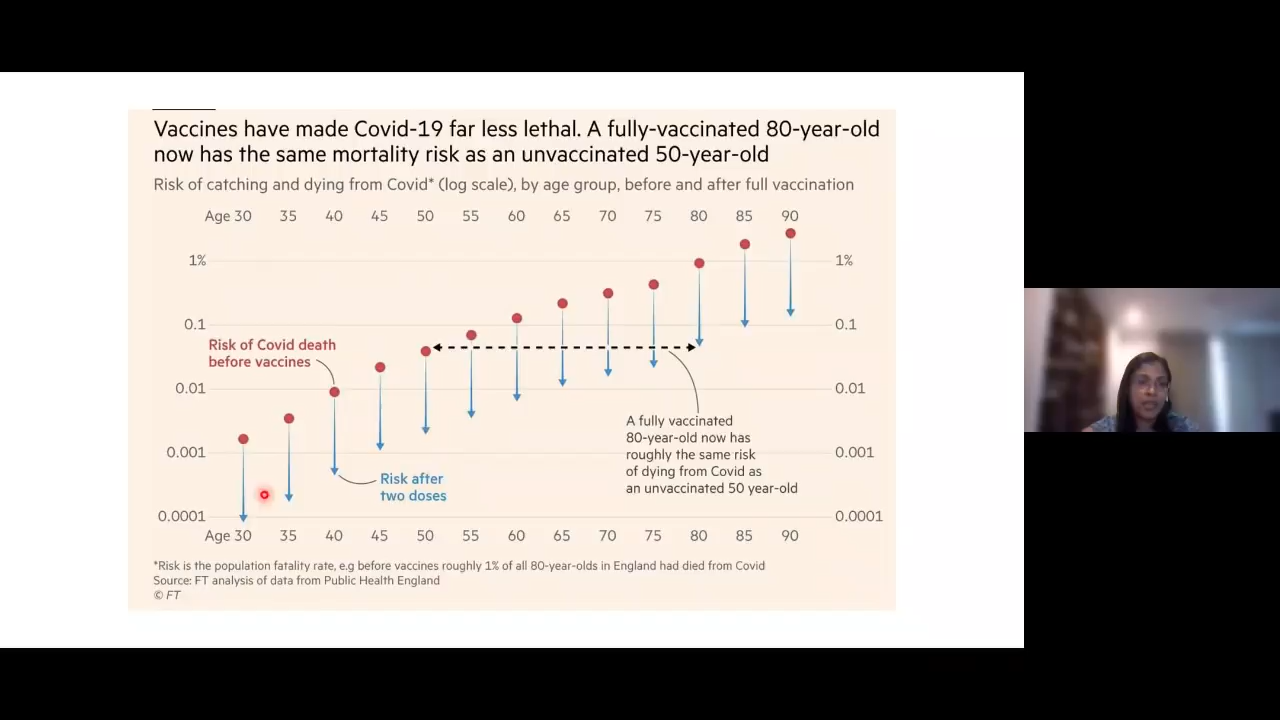 Vaccines have made Covid-19 far less lethal. A fully-vaccinated 80-year-old
now has the same mortality risk as an unvaccinated 50-year-old
Risk of catching and dying from Covid* (log scale), by age group, before and after full vaccination
Age 30 35 40 45 50 55 60 65 70 75 80 85 90
1% 1%
0.1 0.1
Risk of Covid death
before vaccines
0.01 0.01
A fully vaccinated
80-year-old now has
roughly the same risk
of dying from Covid as
an unvaccinated 50 year-old
0.001 0.001
Risk after
two doses
0.0001 0.0001
Age 30 35 40 45 50 55 60 65 70 75 80 85 90
*Risk is the population fatality rate, e.g before vaccines roughly 1% of all 80-year-olds in England had died from Covid
Source: FT analysis of data from Public Health England
© FT